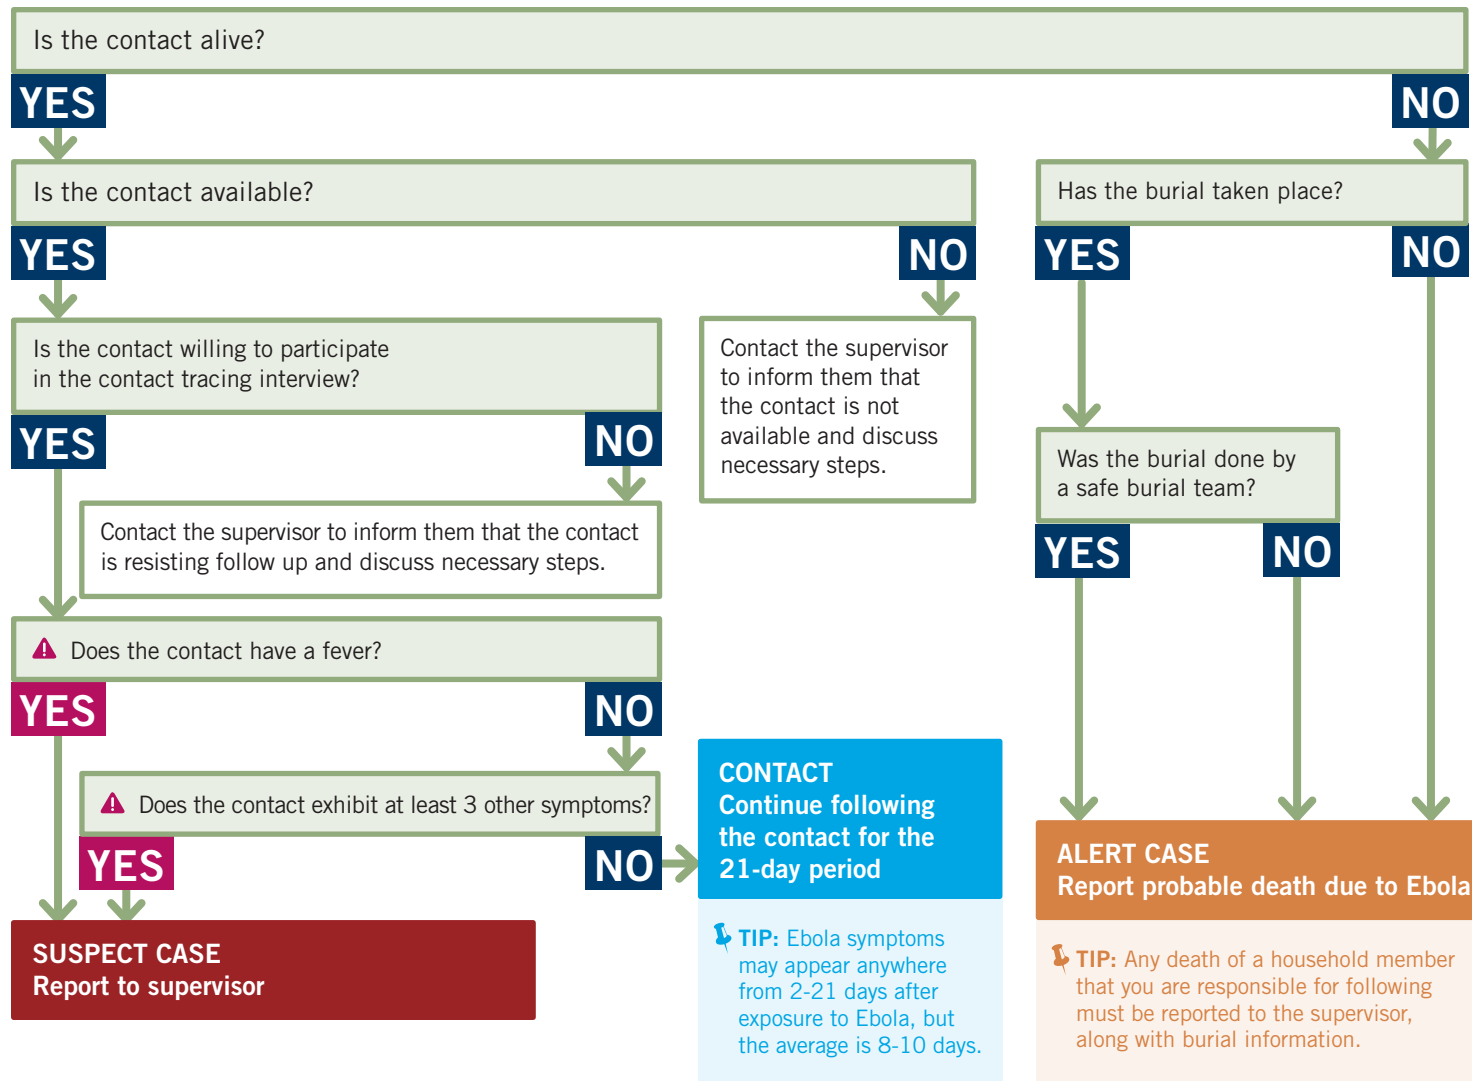 Is the contact alive?
YES
NO
Is the contact available?
Has the burial taken place?
YES
NO
YES
NO
Is the contact willing to participate
in the contact tracing interview?
Contact the supervisor
to inform them that
the contact is not
available and discuss
necessary steps.
YES
NO
Was the burial done by
a safe burial team?
Contact the supervisor to inform them that the contact
is resisting follow up and discuss necessary steps.
YES
NO
Does the contact have a fever?
YES
NO
Does the contact exhibit at least 3 other symptoms?
YES
NO
CONTACT
Continue following
the contact for the
21-day period
TIP: Ebola symptoms
may appear anywhere
from 2-21 days after
exposure to Ebola, but
the average is 8-10 days.
ALERT CASE
Report probable death due to Ebola
TIP: Any death of a household member
that you are responsible for following
must be reported to the supervisor,
along with burial information.
SUSPECT CASE
Report to supervisor